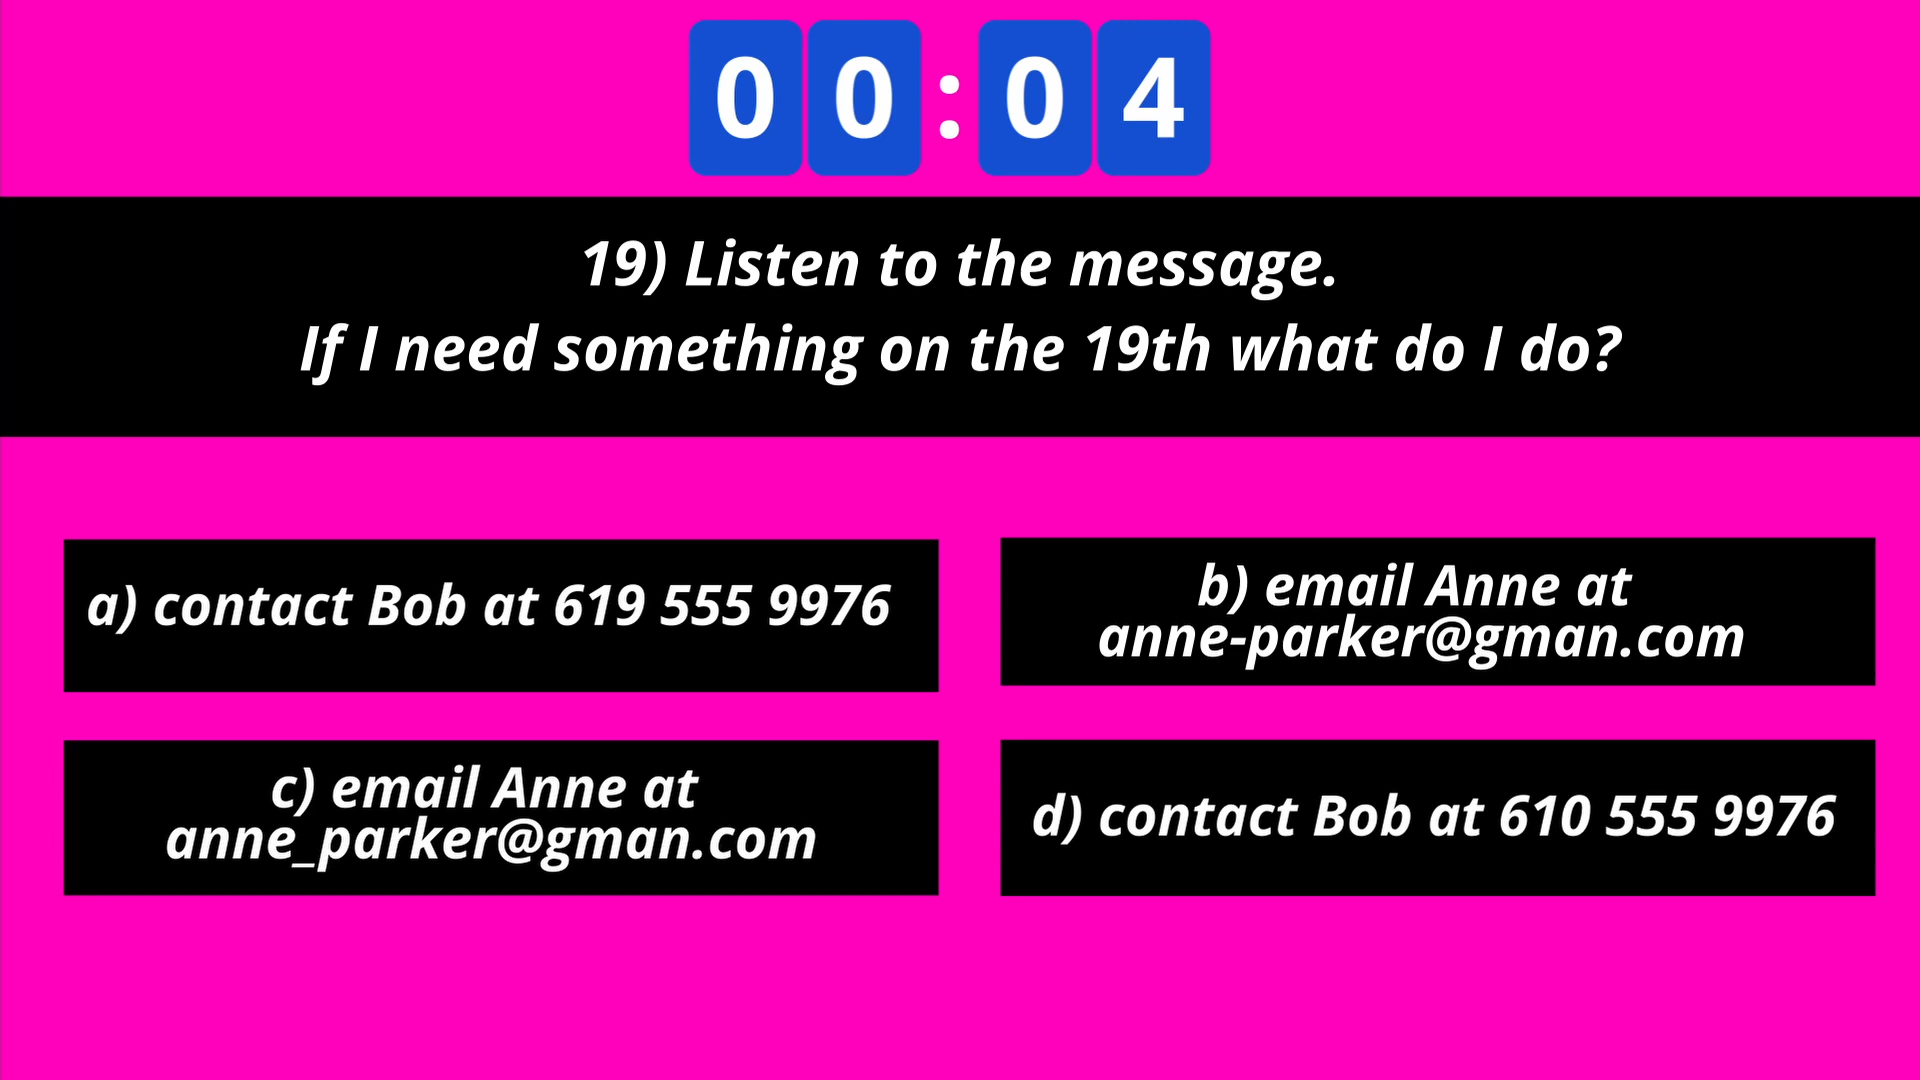 00:04
19) Listen to the message.
If I need something on the 19th what do I do?
a) contact Bob at 619 555 9976
b) email Anne at
anne-parker@gman.com
c) email Anne at
anne_parker@gman.com
d) contact Bob at 610 555 9976